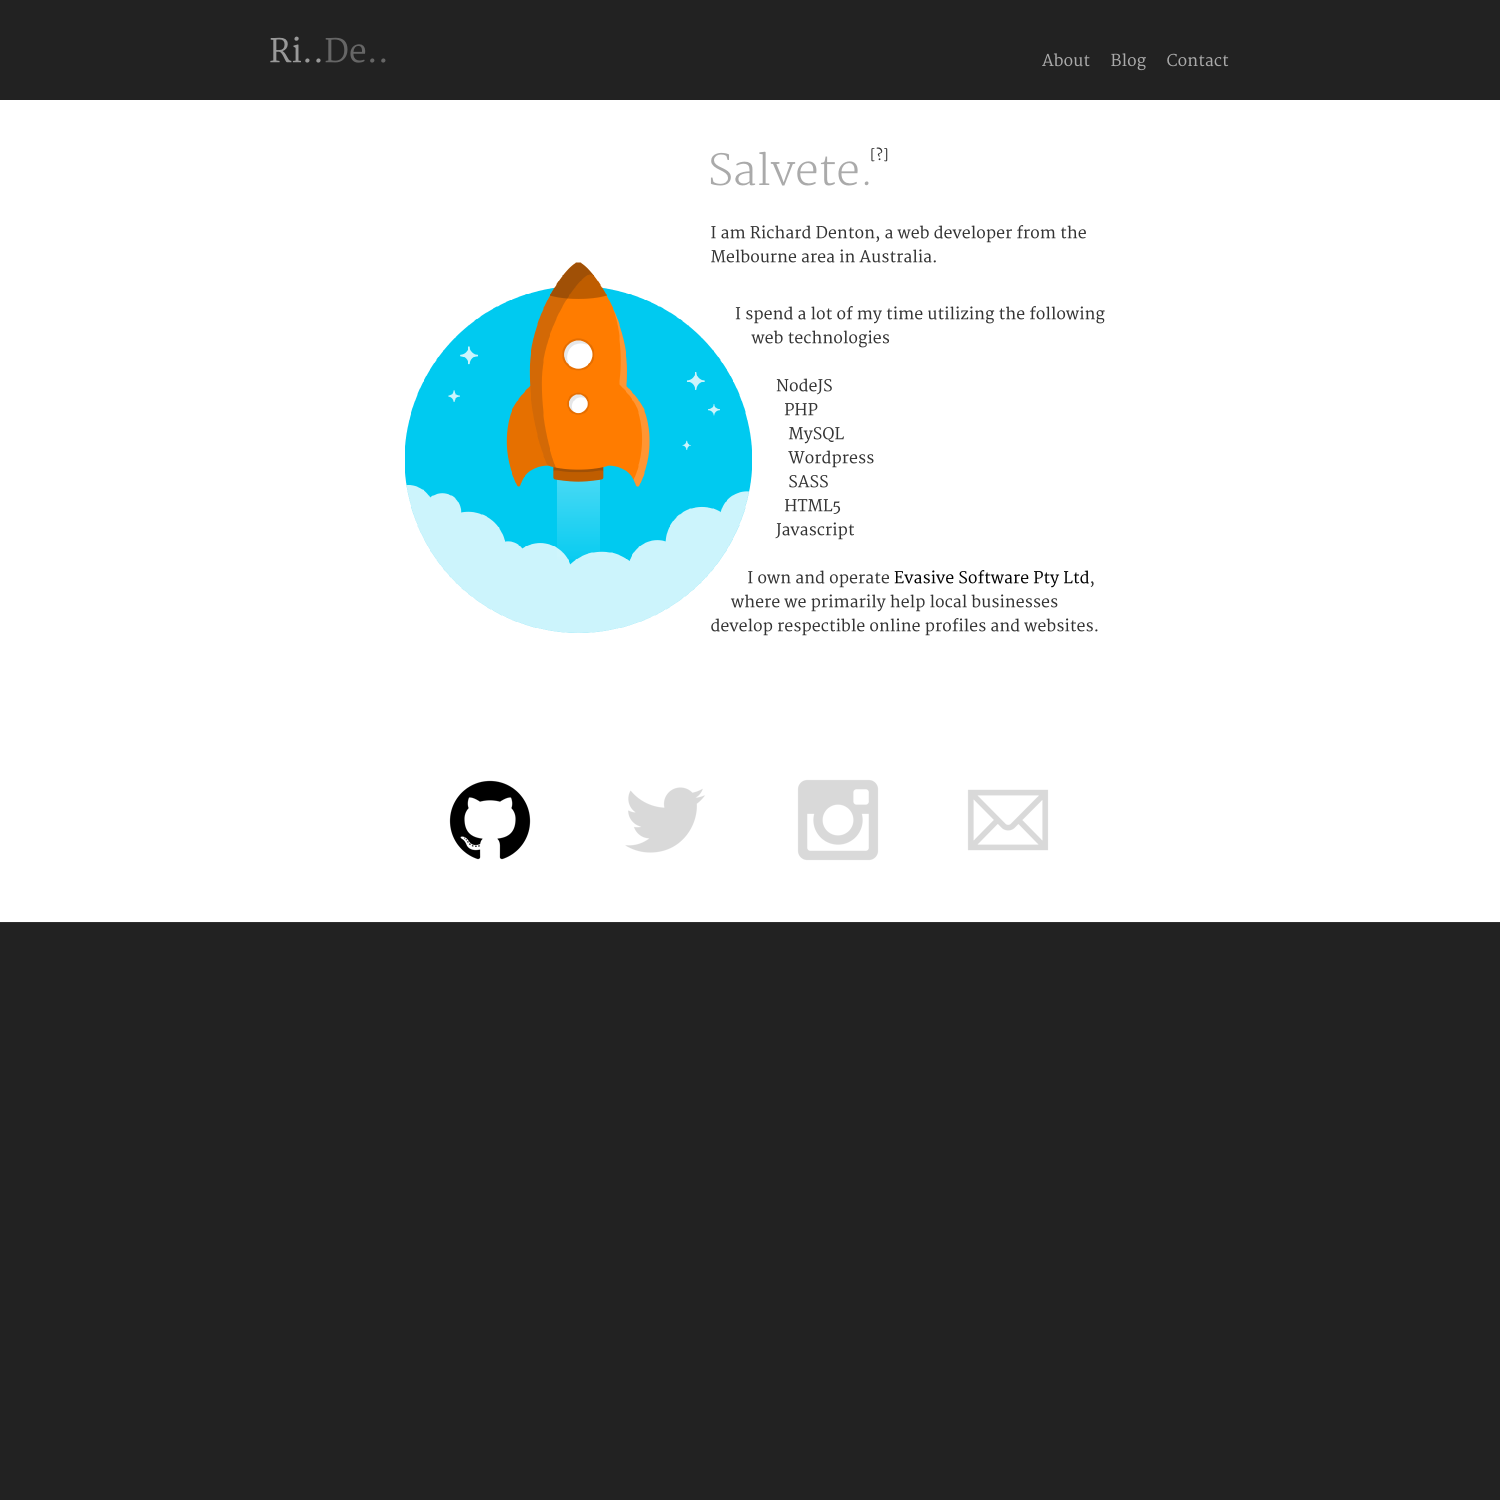 Ri..De..
About Blog Contact
Salvete.[?]
I am Richard Denton, a web developer from the
Melbourne area in Australia.
I spend a lot of my time utilizing the following
web technologies
NodeJS
PHP
MySQL
Wordpress
SASS
HTML5
Javascript
I own and operate Evasive Software Pty Ltd,
where we primarily help local businesses
develop respectible online profiles and websites.